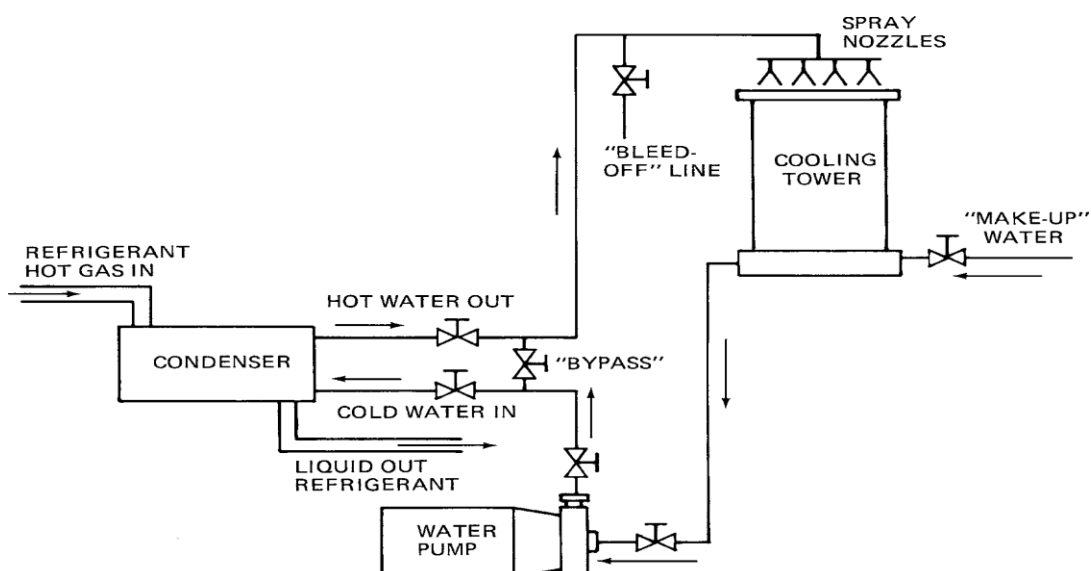 SPRAY
NOZZLES
"BLEED-
OFF" LINE
COOLING
TOWER
"MAKE-UP"
WATER
REFRIGERANT
HOT GAS IN
HOT WATER OUT
CONDENSER
"BYPASS"
COLD WATER IN
LIQUID OUT
REFRIGERANT
WATER
PUMP